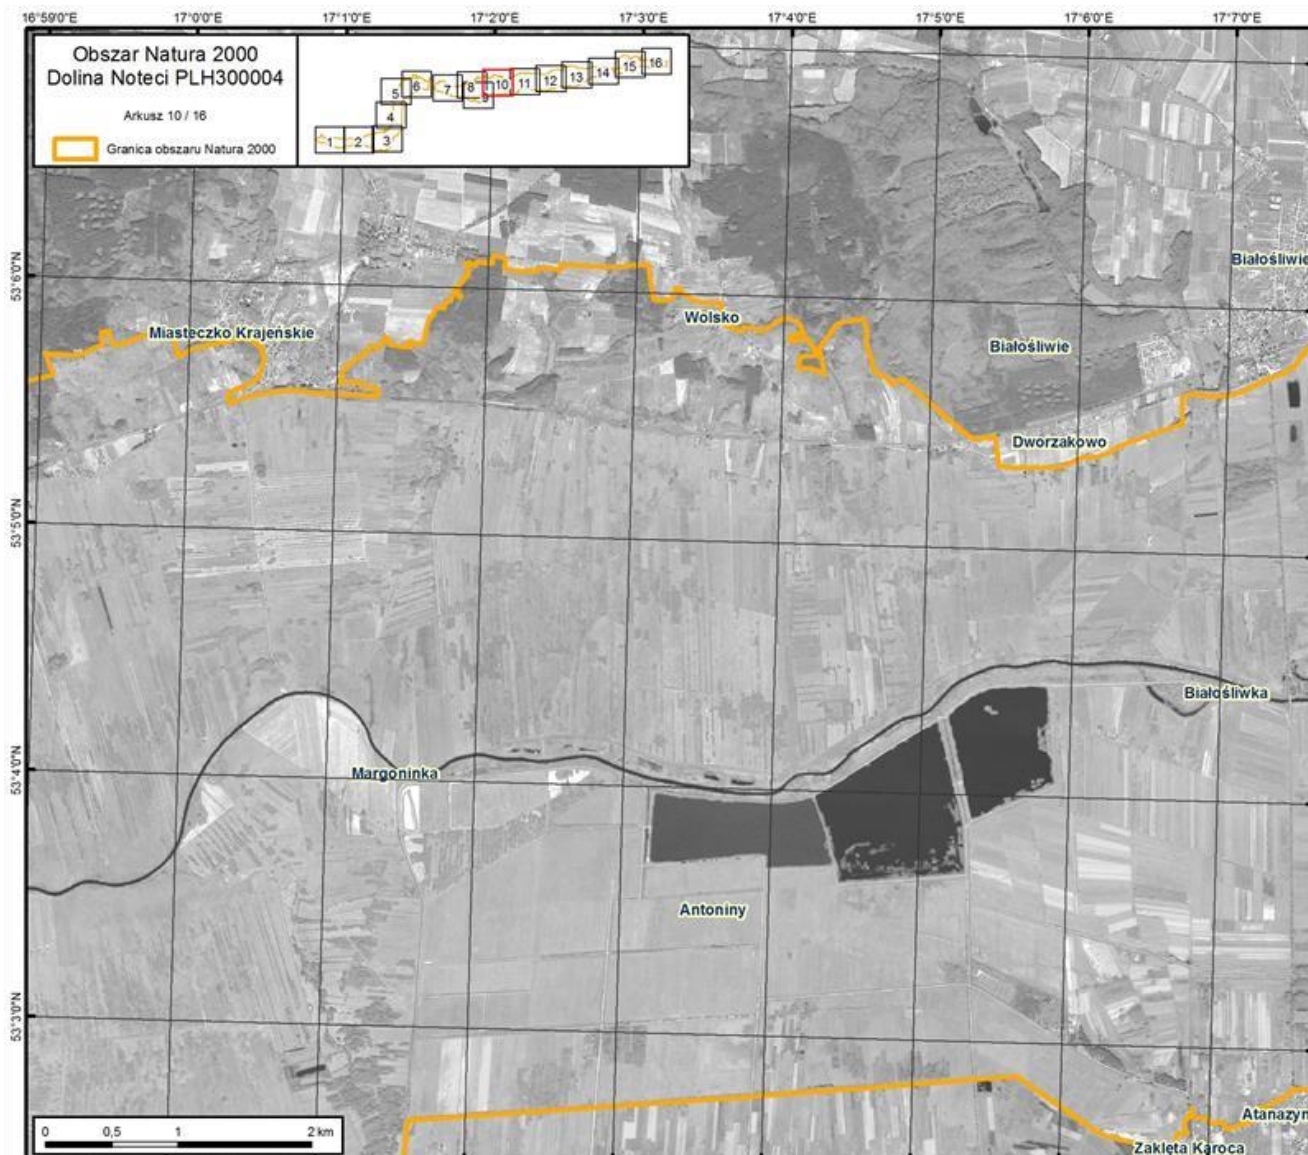 16°59'0"E 17°0'0"E 17°1'0"E 17°2'0"E 17°3'0"E 17°4'0"E 17°5'0"E 17°6'0"E 17°7'0"E
Obszar Natura 2000
Dolina Noteci PLH300004
Arkusz 10 / 16
Granica obszaru Natura 2000
1 2 3 4 5 6 7 8 9 10 11 12 13 14 15 16
53°6'0"N
Białośliwie
Wolsko
Miasteczko Krajeńskie
Białośliwie
Dworzakowo
53°5'0"N
Białośliwka
53°4'0"N
Margoninka
Antoniny
53°3'0"N
Atanazyn
Zaklęta Karoca
0 0,5 1 2 km